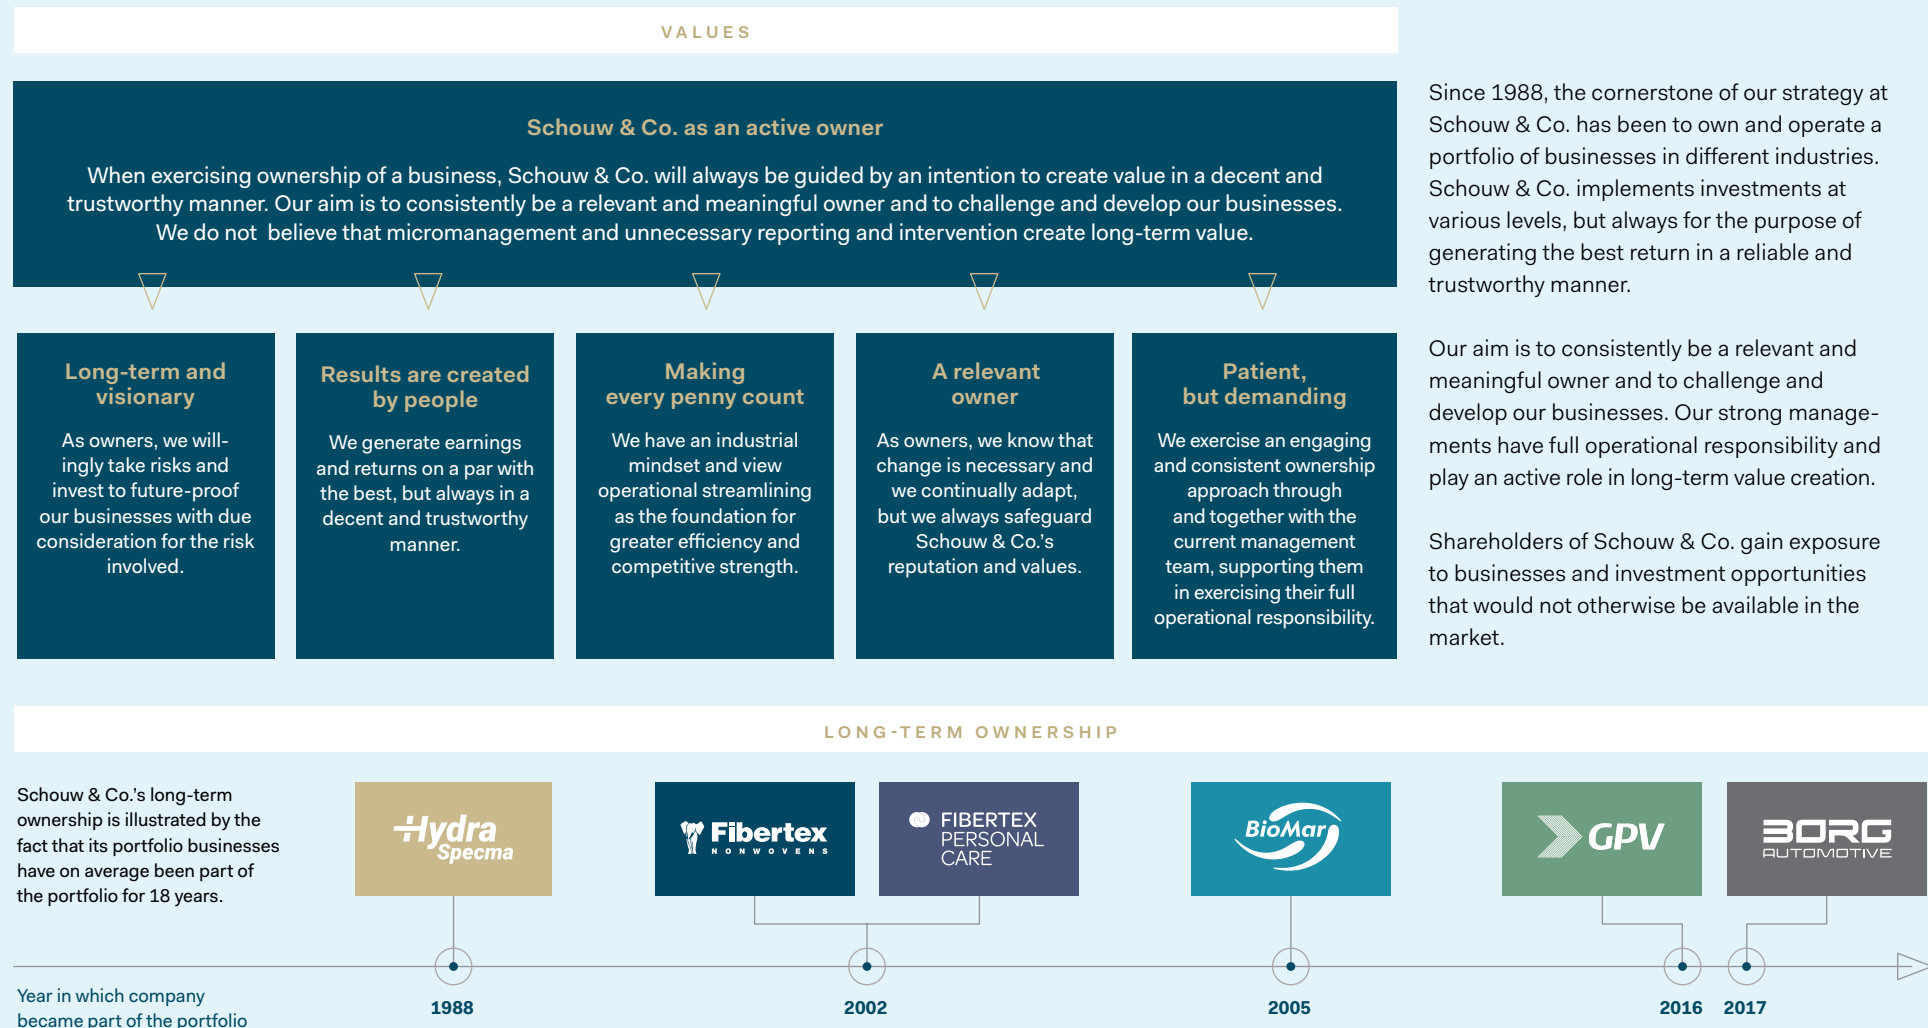 VALUES
Schouw & Co. as an active owner
When exercising ownership of a business, Schouw & Co. will always be guided by an intention to create value in a decent and
trustworthy manner. Our aim is to consistently be a relevant and meaningful owner and to challenge and develop our businesses.
We do not believe that micromanagement and unnecessary reporting and intervention create long-term value.
Long-term and
visionary
As owners, we will-
ingly take risks and
invest to future-proof
our businesses with due
consideration for the risk
involved.
Results are created
by people
We generate earnings
and returns on a par with
the best, but always in a
decent and trustworthy
manner.
Making
every penny count
We have an industrial
mindset and view
operational streamlining
as the foundation for
greater efficiency and
competitive strength.
A relevant
owner
As owners, we know that
change is necessary and
we continually adapt,
but we always safeguard
Schouw & Co.'s
reputation and values.
Patient,
but demanding
We exercise an engaging
and consistent ownership
approach through
and together with the
current management
team, supporting them
in exercising their full
operational responsibility.
Since 1988, the cornerstone of our strategy at
Schouw & Co. has been to own and operate a
portfolio of businesses in different industries.
Schouw & Co. implements investments at
various levels, but always for the purpose of
generating the best return in a reliable and
trustworthy manner.
Our aim is to consistently be a relevant and
meaningful owner and to challenge and
develop our businesses. Our strong manage-
ments have full operational responsibility and
play an active role in long-term value creation.
Shareholders of Schouw & Co. gain exposure
to businesses and investment opportunities
that would not otherwise be available in the
market.
LONG-TERM OWNERSHIP
Schouw & Co.'s long-term
ownership is illustrated by the
fact that its portfolio businesses
have on average been part of
the portfolio for 18 years.
Hydra
Specma
Fibertex
NONWOVENS
FIBERTEX
PERSONAL
CARE
BioMar
GPV
BORG
AUTOMOTIVE
Year in which company
became part of the portfolio
1988
2002
2005
2016
2017